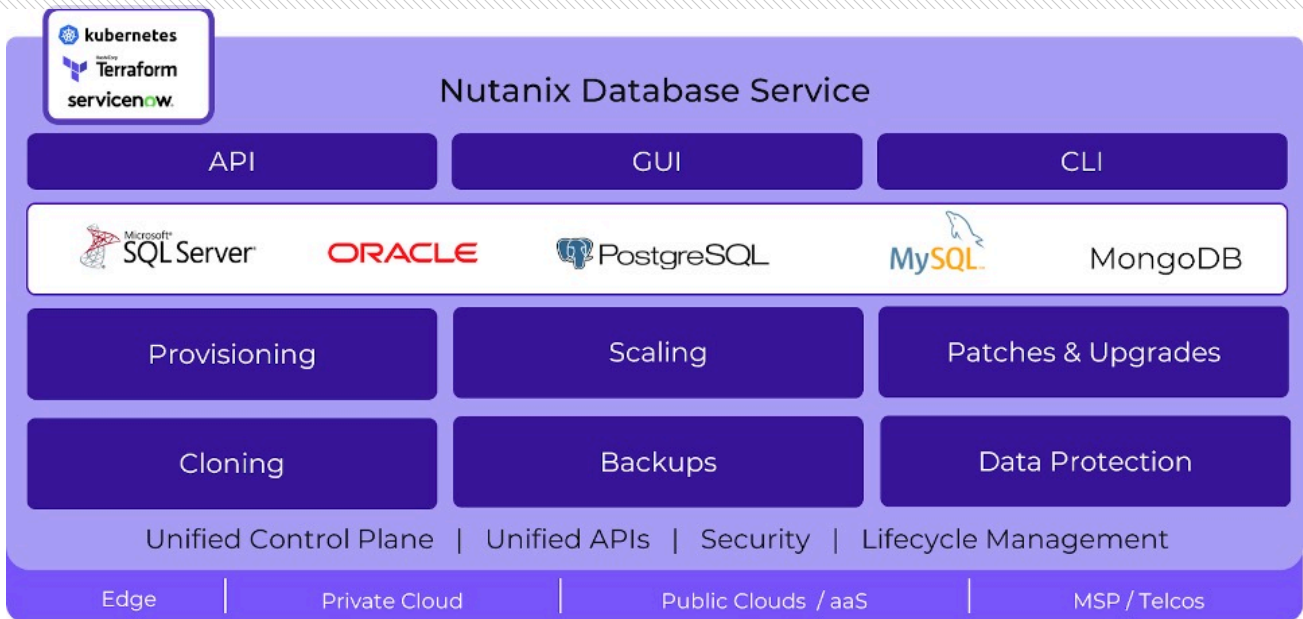 kubernetes
HashiCorp
Terraform
servicenow.
Nutanix Database Service
API GUI CLI
Microsoft®
SQL Server® ORACLE PostgreSQL MySQL™ MongoDB
Provisioning Scaling Patches & Upgrades
Cloning Backups Data Protection
Unified Control Plane | Unified APIs | Security | Lifecycle Management
Edge | Private Cloud | Public Clouds / aaS | MSP / Telcos